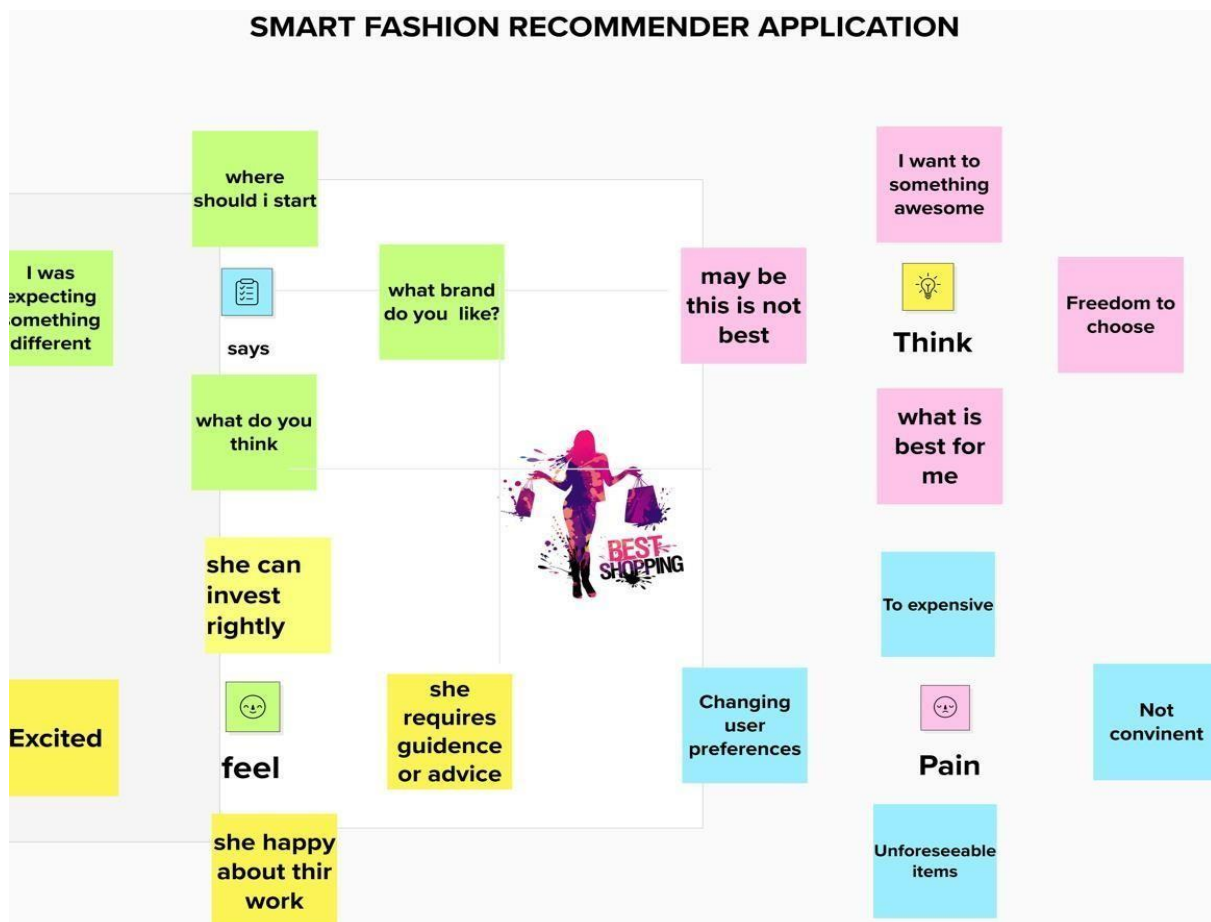 SMART FASHION RECOMMENDER APPLICATION
where
should i start
I was
expecting
something
different
says
what brand
do you like?
what do you
think
I want to
something
awesome
may be
this is not
best
Think
Freedom to
choose
what is
best for
me
BEST
SHOPPING
she can
invest
rightly
Excited
feel
she
requires
guidence
or advice
she happy
about thir
work
To expensive
Changing
user
preferences
Pain
Not
convinent
Unforeseeable
items